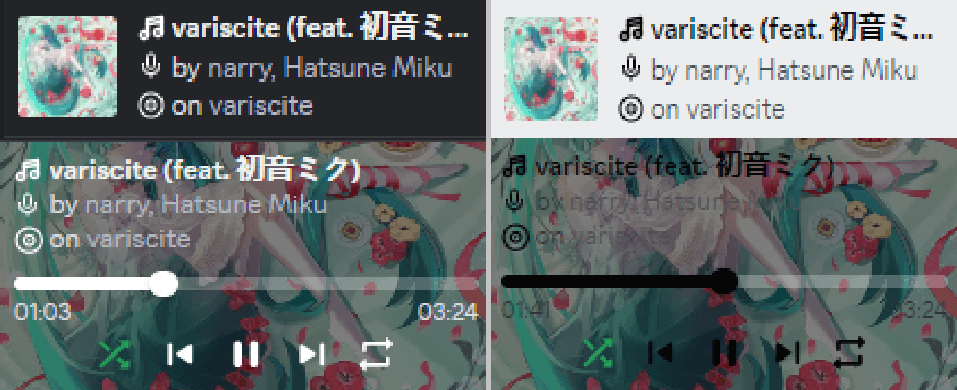 variscite (feat. 初音ミ...
by narry, Hatsune Miku
on variscite
variscite (feat. 初音ミク)
by narry, Hatsune Miku
on variscite
01:03 03:24
variscite (feat. 初音ミ...
by narry, Hatsune Miku
on variscite
variscite (feat. 初音ミク)
by narry, Hatsune Miku
on variscite
01:41 03:24